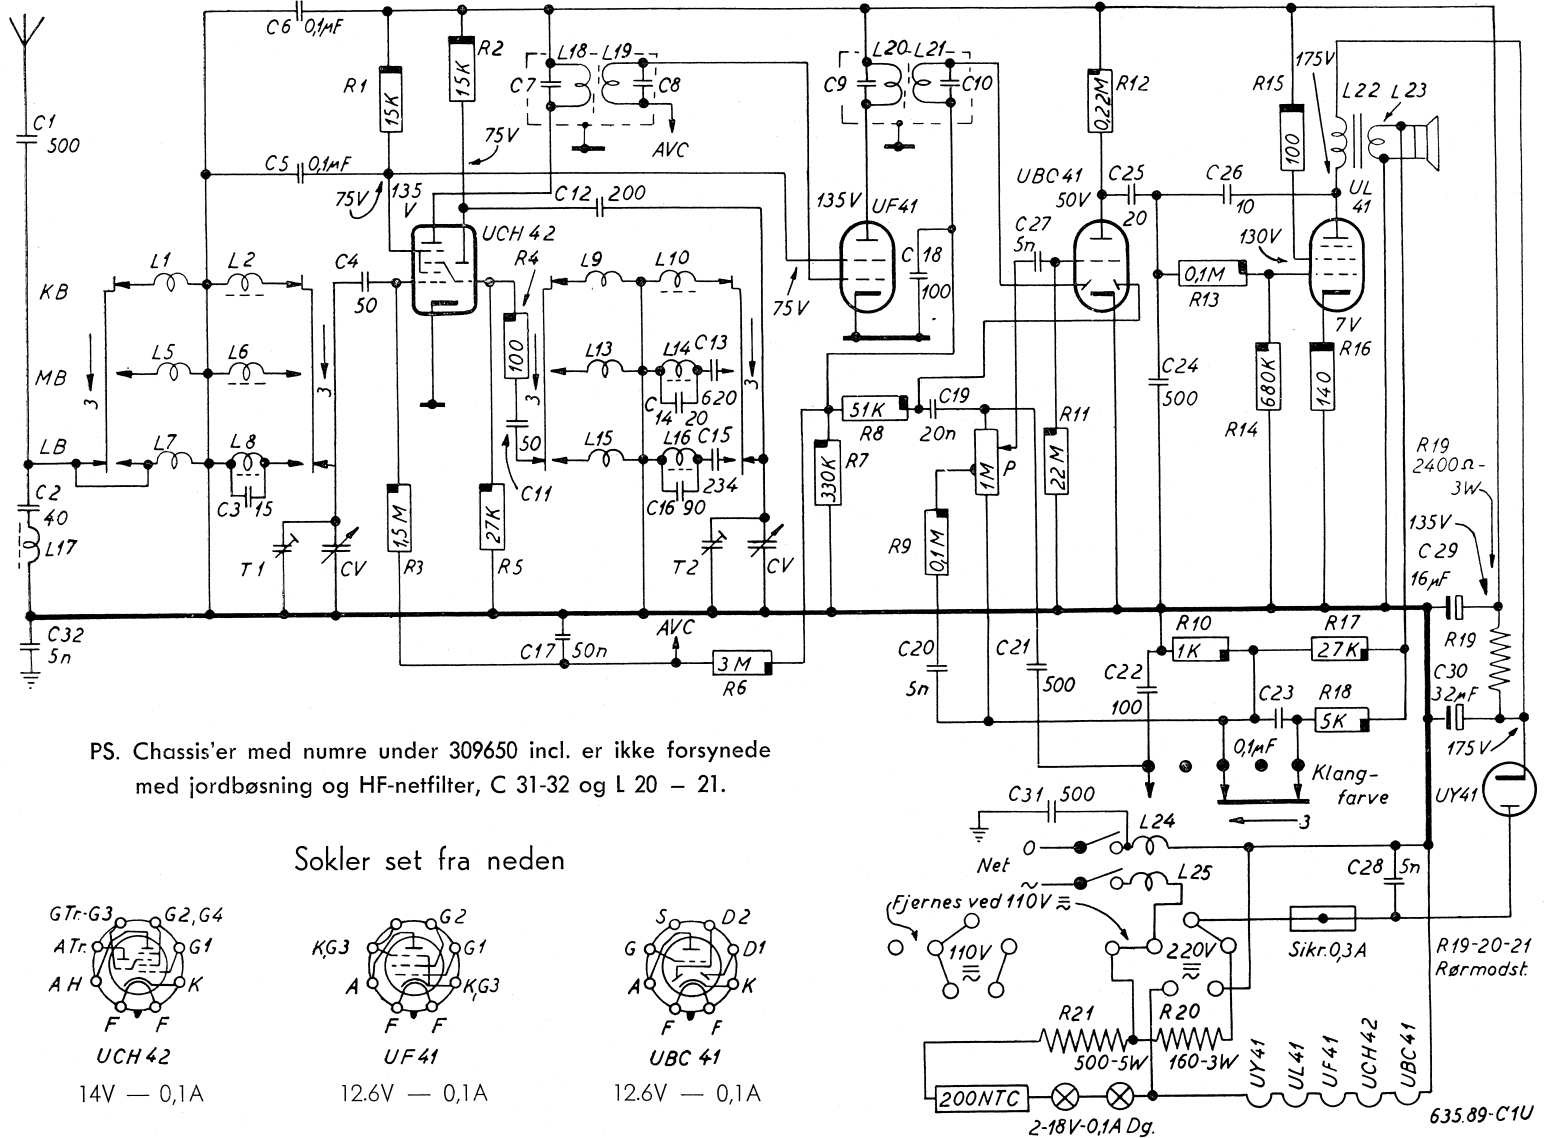 C6 0,1µF
R1
15K
R2
15K
L18 L19
C7
C8
AVC
L20 L21
C9
C10
R12
0,22M
R15
100
175V
L22
L23
C1
500
C5 0,1µF
75V
75V
135
V
C12 200
135V
UF41
UBC41
50V
C25
20
C26
10
UL
41
UCH 42
R4
C4
50
L1
L2
KB
L9
L10
C 18
100
C27
5n
130V
0,1M
R13
75V
7V
R16
L5
L6
MB
3
3
100
3
L13
L14
C13
620
C
14
20
3
C24
500
680K
R14
140
L7
L8
LB
C3 15
50
C11
L15
L16
C15
234
C16 90
51K
R8
C19
20n
R7
330K
1M
P
R11
22M
R19
2400Ω-
3W
135V
C2
40
L17
T1
CV
1,5M
R3
27K
R5
T2
CV
R9
0,1M
C29
16µF
C32
5n
C17 50n
AVC
3M
R6
C20
5n
C21
500
C22
100
R10
1K
R17
27K
R19
C30
32µF
C23
0,1µF
R18
5K
175V
PS. Chassis'er med numre under 309650 incl. er ikke forsynede
med jordbøsning og HF-netfilter, C 31-32 og L 20 – 21.
Klang-
farve
UY41
3
C31 500
L24
O
Net
~
L25
C28
5n
Fjernes ved 110V
110V
220V
Sikr.0,3A
R19-20-21
Rørmodst.
R21
500-5W
R20
160-3W
200NTC
2-18V-0,1A Dg.
UY41
UL41
UF41
UCH42
UBC41
635.89-C1U
Sokler set fra neden
GTr.-G3
G2,G4
ATr.
G1
AH
K
F
F
UCH42
14V — 0,1A
G2
K,G3
G1
A
K,G3
F
F
UF41
12.6V — 0,1A
S
D2
G
D1
A
K
F
F
UBC 41
12.6V — 0,1A